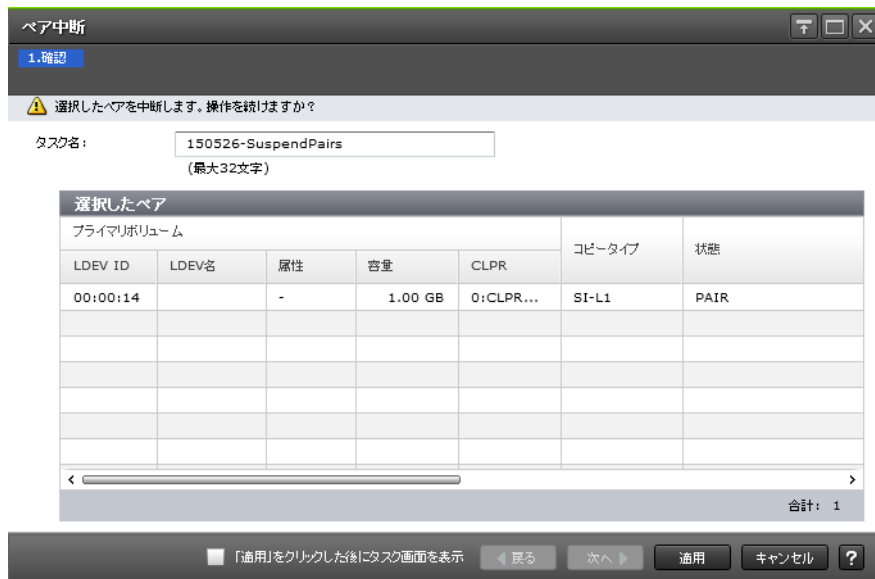 ペア中断
1.確認
選択したペアを中断します。操作を続けますか？
タスク名: 150526-SuspendPairs
(最大32文字)
選択したペア
プライマリボリューム コピータイプ 状態
LDEV ID LDEV名 属性 容量 CLPR
00:00:14 - 1.00 GB 0:CLPR... SI-L1 PAIR
合計: 1
「適用」をクリックした後にタスク画面を表示 戻る 次へ 適用 キャンセル ?